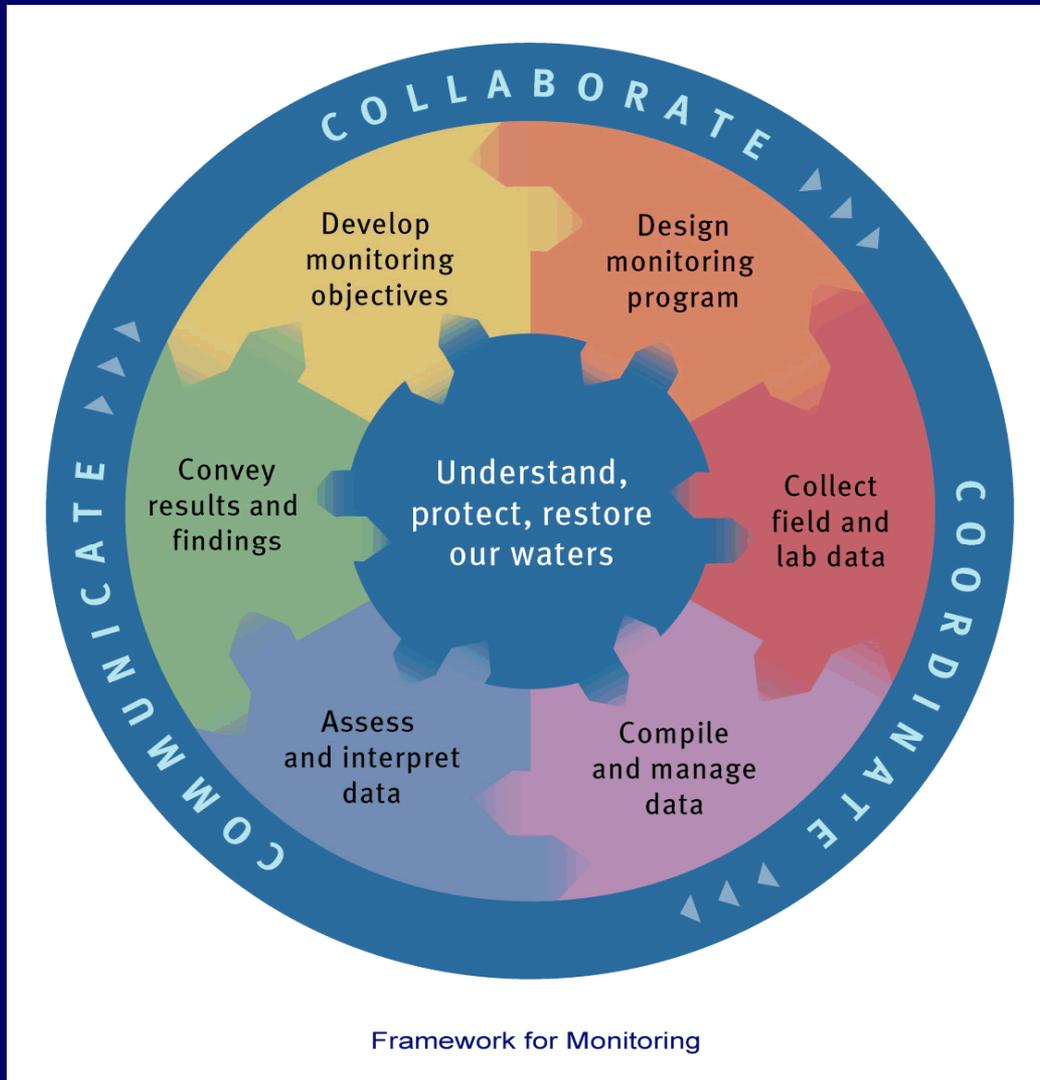 COLLABORATE
COORDINATE
COMMUNICATE
Develop
monitoring
objectives
Design
monitoring
program
Collect
field and
lab data
Compile
and manage
data
Assess
and interpret
data
Convey
results and
findings
Understand,
protect, restore
our waters
Framework for Monitoring